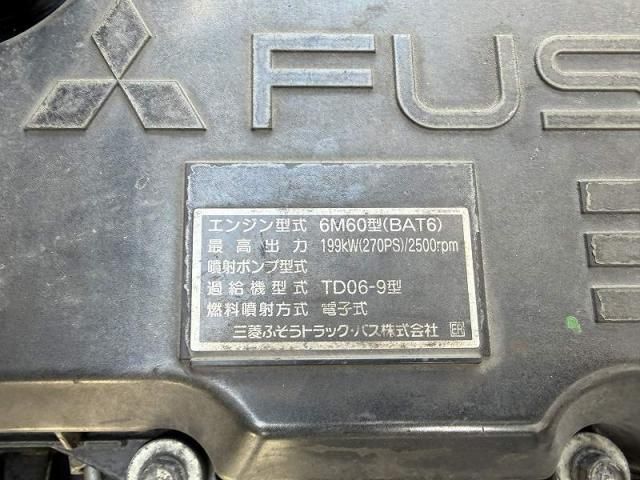 FUS
エンジン型式 6M60型(BAT6)
最高出力 199kW(270PS)/2500rpm
噴射ポンプ型式
過給機型式 TD06-9型
燃料噴射方式 電子式
三菱ふそうトラック・バス株式会社